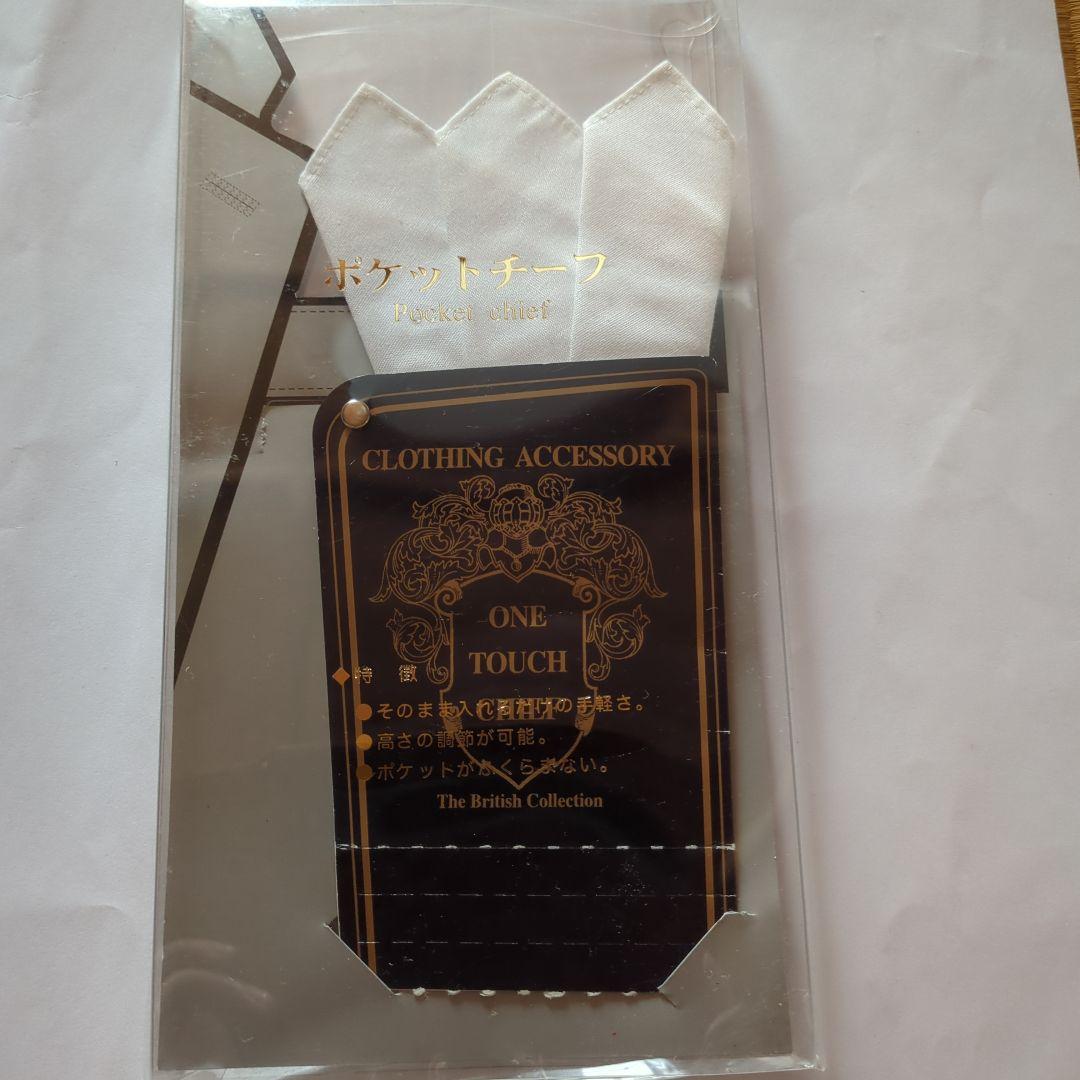 ポケットチーフ
Pocket chief
CLOTHING ACCESSORY
ONE
TOUCH
CHIEF
The British Collection
◆特 徴
●そのまま入れるだけの手軽さ。
●高さの調節が可能。
●ポケットがふくらまない。